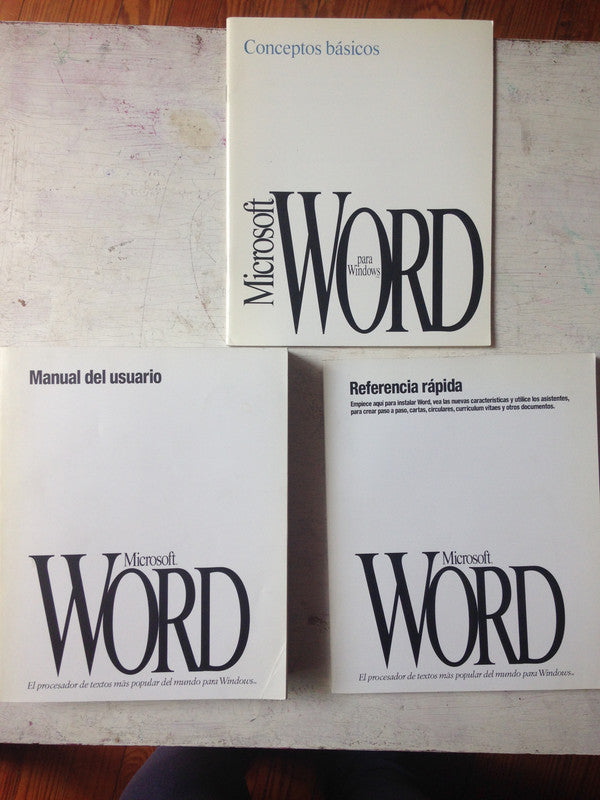 Conceptos básicos
Microsoft
WORD
para
Windows
Manual del usuario
Microsoft.
WORD
El procesador de textos más popular del mundo para Windows™
Referencia rápida
Empiece aquí para instalar Word, vea las nuevas características y utilice los asistentes,
para crear paso a paso, cartas, circulares, curriculum vitaes y otros documentos.
Microsoft.
WORD
El procesador de textos más popular del mundo para Windows™